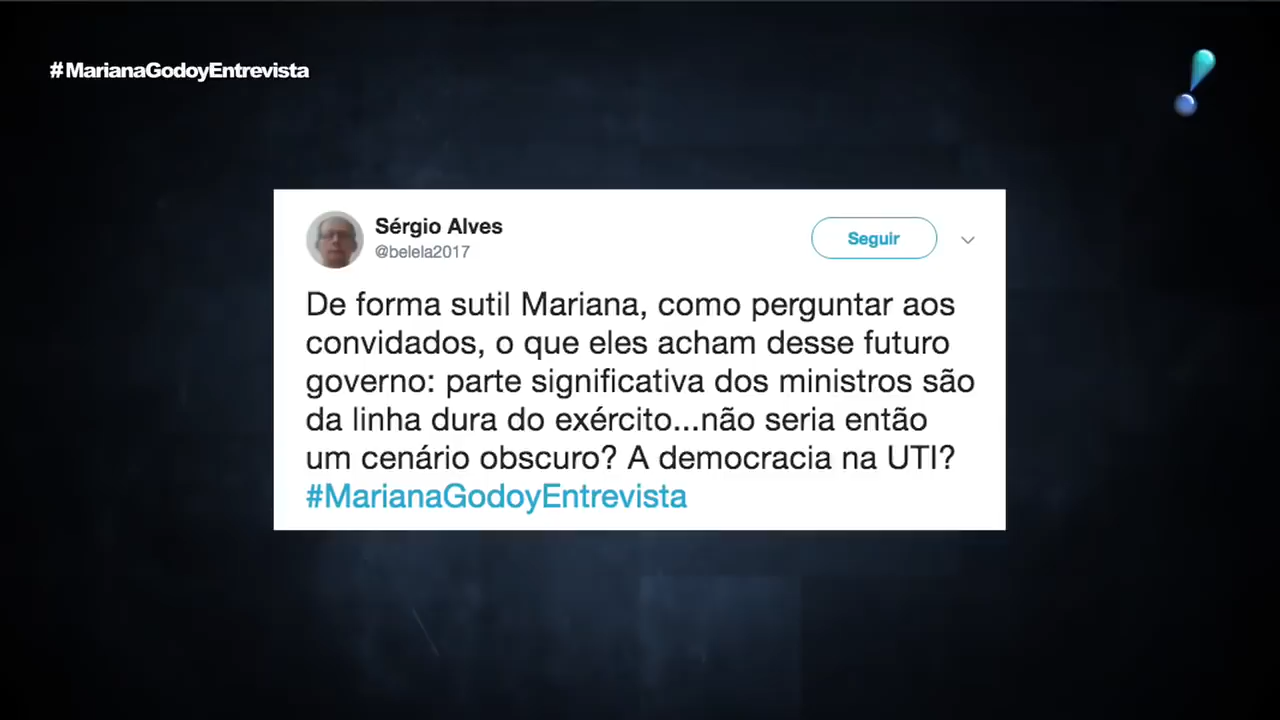 #MarianaGodoyEntrevista
Sérgio Alves
@belela2017
Seguir
De forma sutil Mariana, como perguntar aos
convidados, o que eles acham desse futuro
governo: parte significativa dos ministros são
da linha dura do exército...não seria então
um cenário obscuro? A democracia na UTI?
#MarianaGodoyEntrevista